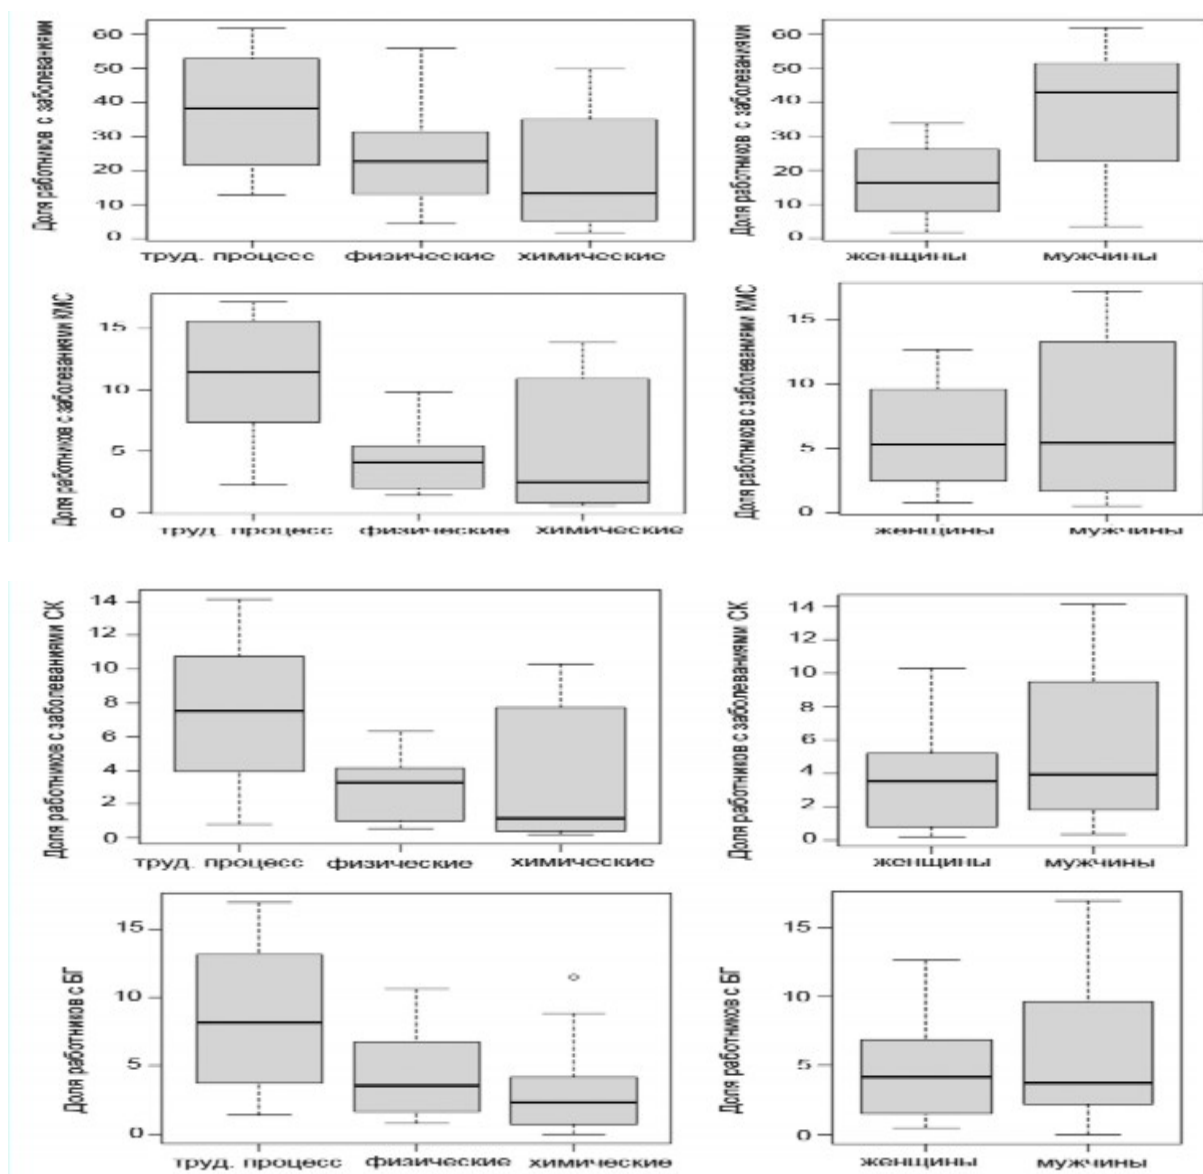 Доля работников с заболеваниями
60
50
40
30
20
10
0
труд. процесс физические химические
Доля работников с заболеваниями
60
50
40
30
20
10
0
женщины мужчины
Доля работников с заболеваниями КМС
15
10
5
0
труд. процесс физические химические
Доля работников с заболеваниями КМС
15
10
5
0
женщины мужчины
Доля работников с заболеваниями СК
14
12
10
8
6
4
2
0
труд. процесс физические химические
Доля работников с заболеваниями СК
14
12
10
8
6
4
2
0
женщины мужчины
Доля работников с БГ
15
10
5
0
труд. процесс физические химические
Доля работников с БГ
15
10
5
0
женщины мужчины